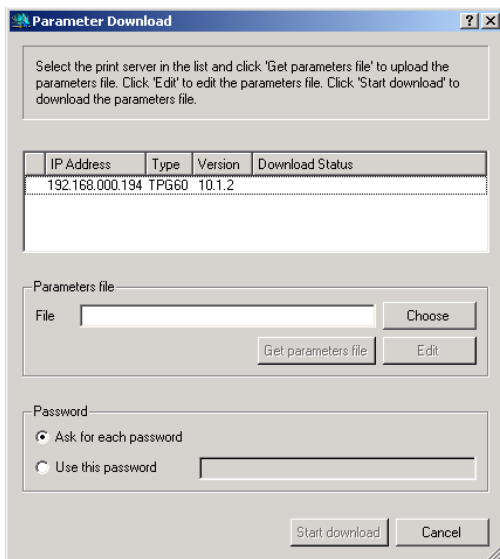 Parameter Download
Select the print server in the list and click 'Get parameters file' to upload the
parameters file. Click 'Edit' to edit the parameters file. Click 'Start download' to
download the parameters file.
IP Address Type Version Download Status
192.168.000.194 TPG60 10.1.2
Parameters file
File Choose
Get parameters file Edit
Password
Ask for each password
Use this password
Start download Cancel